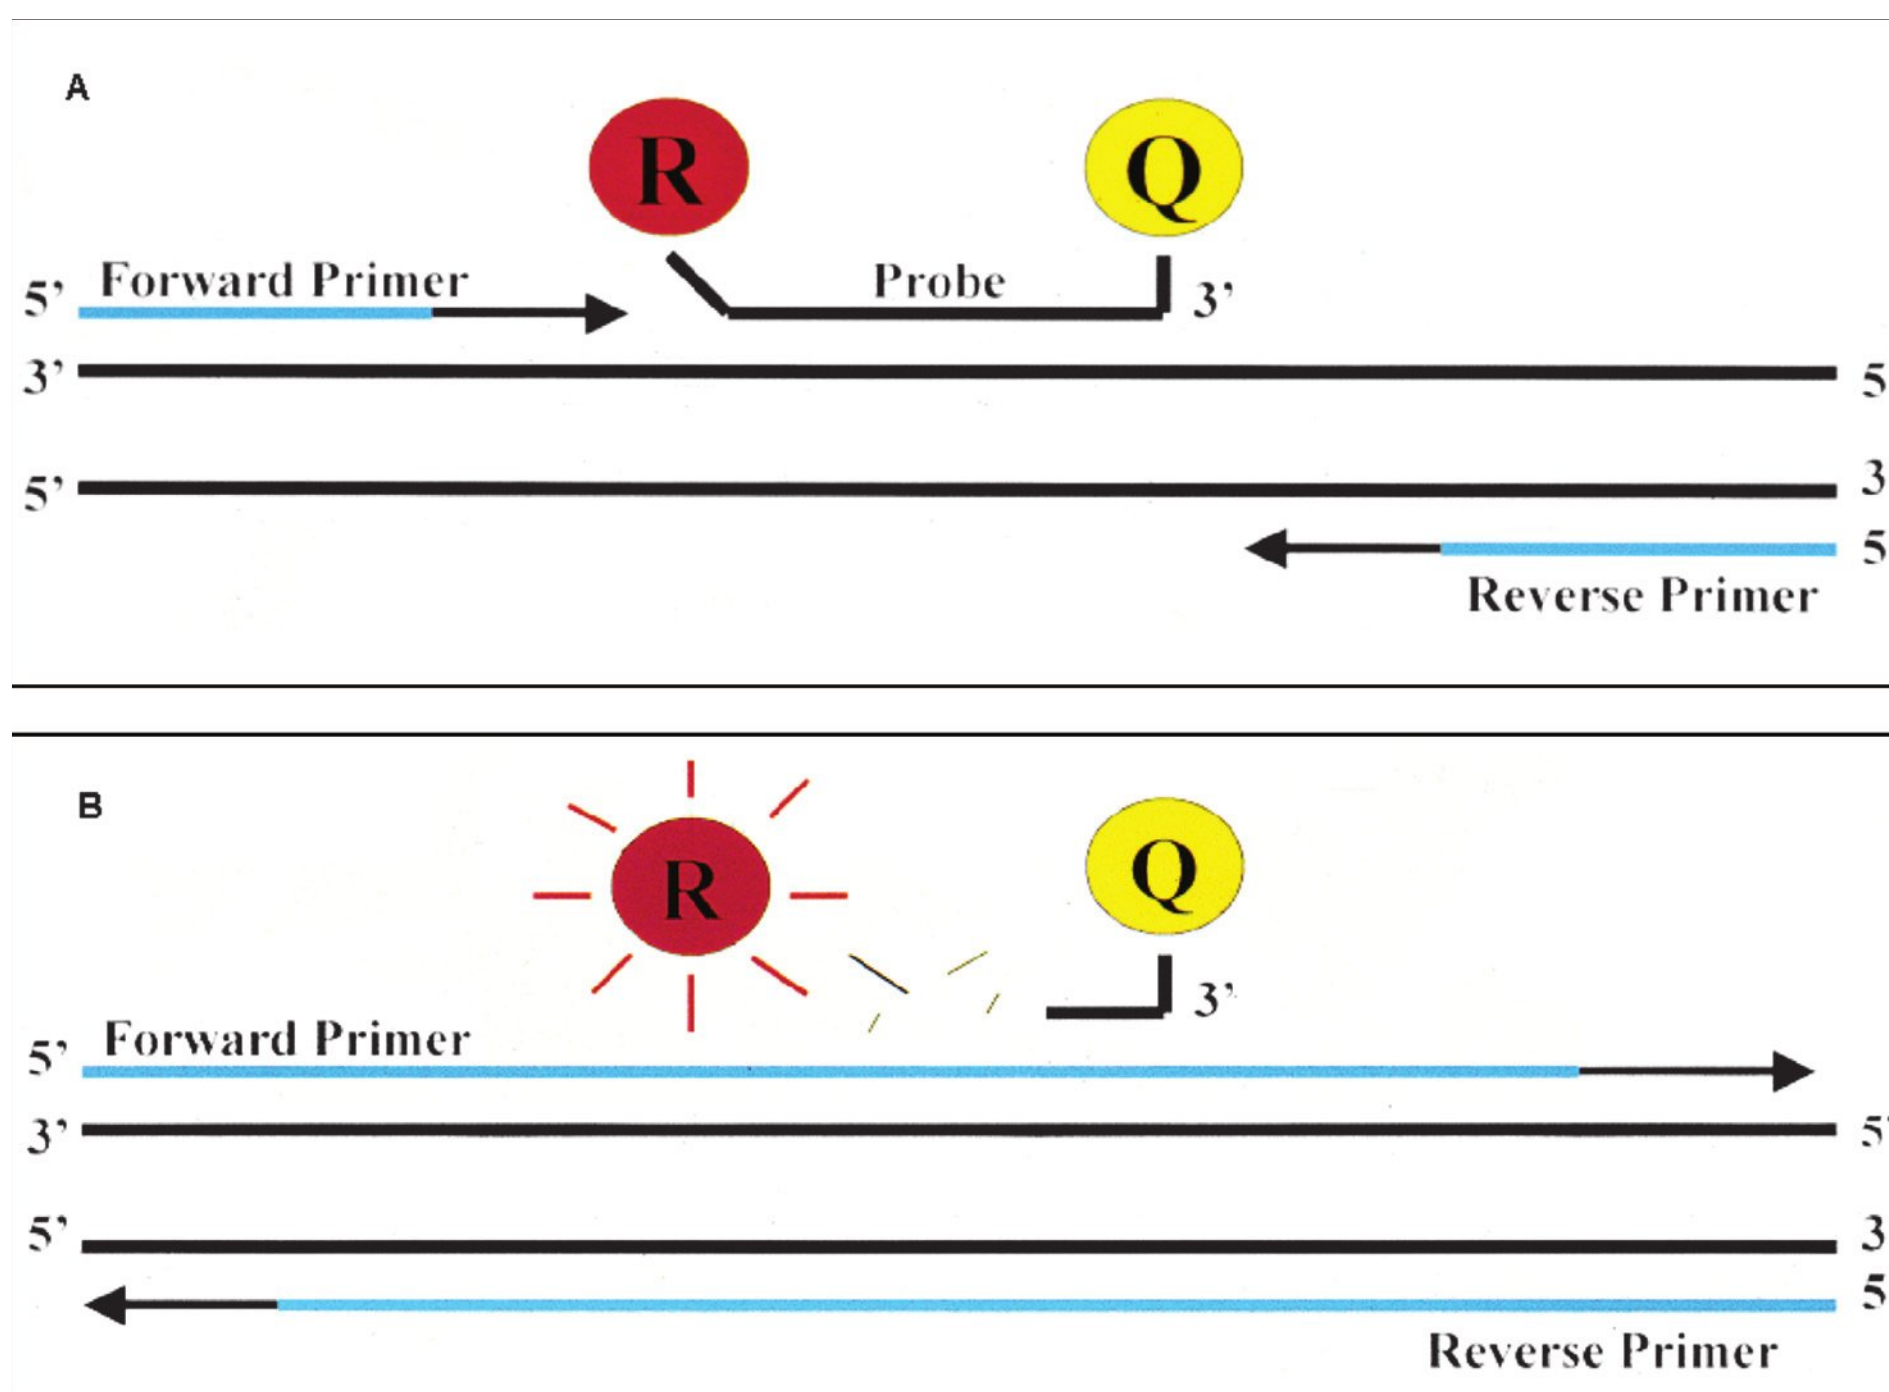 A
R Q
Forward Primer Probe
5’ 3’
3’ 5
5’ 3
5
Reverse Primer
B
R Q
3’
Forward Primer
5’
3’ 5’
5’ 3
5
Reverse Primer